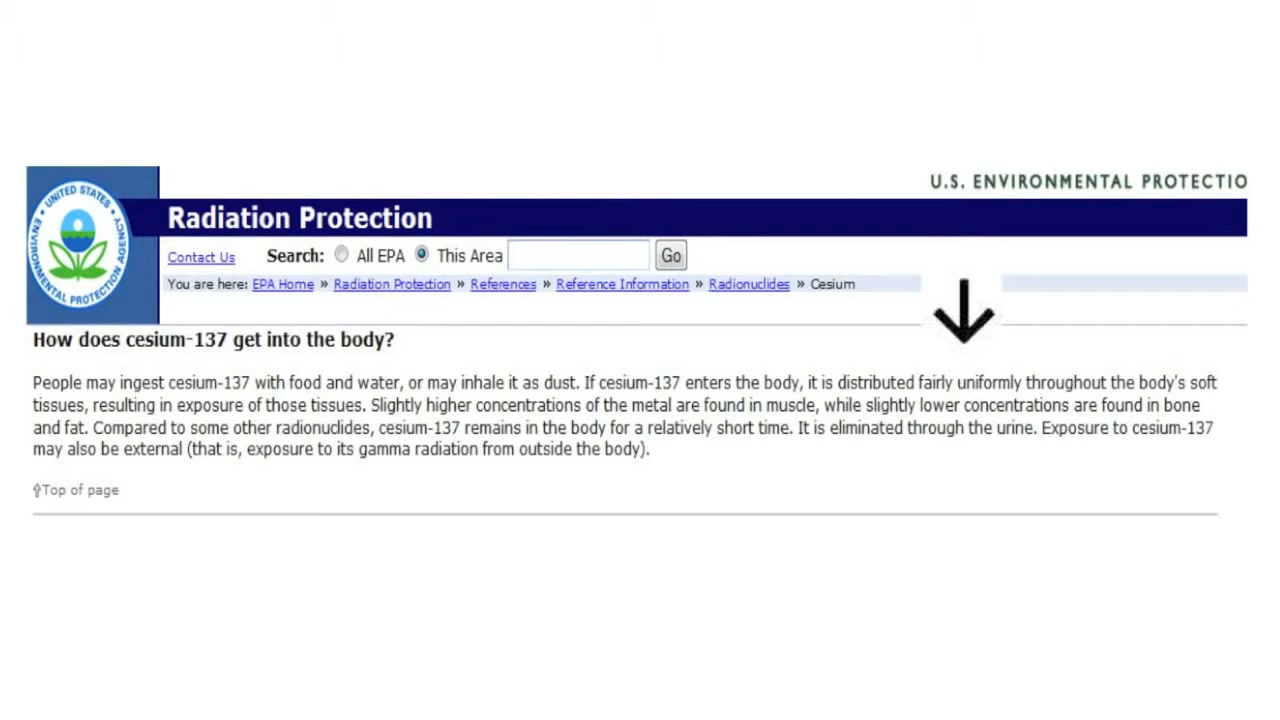 U.S. ENVIRONMENTAL PROTECTIO
UNITED STATES
ENVIRONMENTAL PROTECTION AGENCY
Radiation Protection
Contact Us Search: All EPA This Area Go
You are here: EPA Home » Radiation Protection » References » Reference Information » Radionuclides » Cesium
How does cesium-137 get into the body?
People may ingest cesium-137 with food and water, or may inhale it as dust. If cesium-137 enters the body, it is distributed fairly uniformly throughout the body's soft
tissues, resulting in exposure of those tissues. Slightly higher concentrations of the metal are found in muscle, while slightly lower concentrations are found in bone
and fat. Compared to some other radionuclides, cesium-137 remains in the body for a relatively short time. It is eliminated through the urine. Exposure to cesium-137
may also be external (that is, exposure to its gamma radiation from outside the body).
⇧Top of page